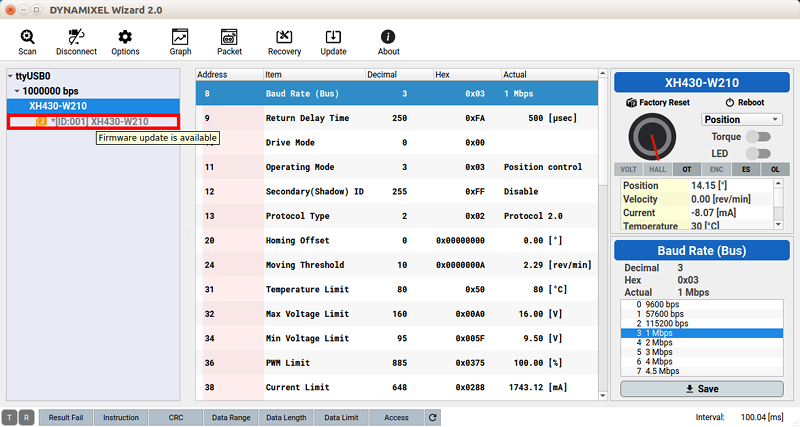 DYNAMIXEL Wizard 2.0
Scan Disconnect Options Graph Packet Recovery Update About
ttyUSB0
1000000 bps
XH430-W210
2 *[ID:001] XH430-W210
Firmware update is available
Address Item Decimal Hex Actual
8 Baud Rate (Bus) 3 0x03 1 Mbps
9 Return Delay Time 250 0xFA 500 [μsec]
Drive Mode 0 0x00
11 Operating Mode 3 0x03 Position control
12 Secondary(Shadow) ID 255 0xFF Disable
13 Protocol Type 2 0x02 Protocol 2.0
20 Homing Offset 0 0x00000000 0.00 [°]
24 Moving Threshold 10 0x0000000A 2.29 [rev/min]
31 Temperature Limit 80 0x50 80 [°C]
32 Max Voltage Limit 160 0x00A0 16.00 [V]
34 Min Voltage Limit 95 0x005F 9.50 [V]
36 PWM Limit 885 0x0375 100.00 [%]
38 Current Limit 648 0x0288 1743.12 [mA]
XH430-W210
Factory Reset Reboot
Position
Torque
LED
VOLT HALL OT ENC ES OL
Position 14.15 [°]
Velocity 0.00 [rev/min]
Current -8.07 [mA]
Temperature 30 [°C]
Baud Rate (Bus)
Decimal 3
Hex 0x03
Actual 1 Mbps
0 9600 bps
1 57600 bps
2 115200 bps
3 1 Mbps
4 2 Mbps
5 3 Mbps
6 4 Mbps
7 4.5 Mbps
Save
T R Result Fail Instruction CRC Data Range Data Length Data Limit Access Interval: 100.04 [ms]